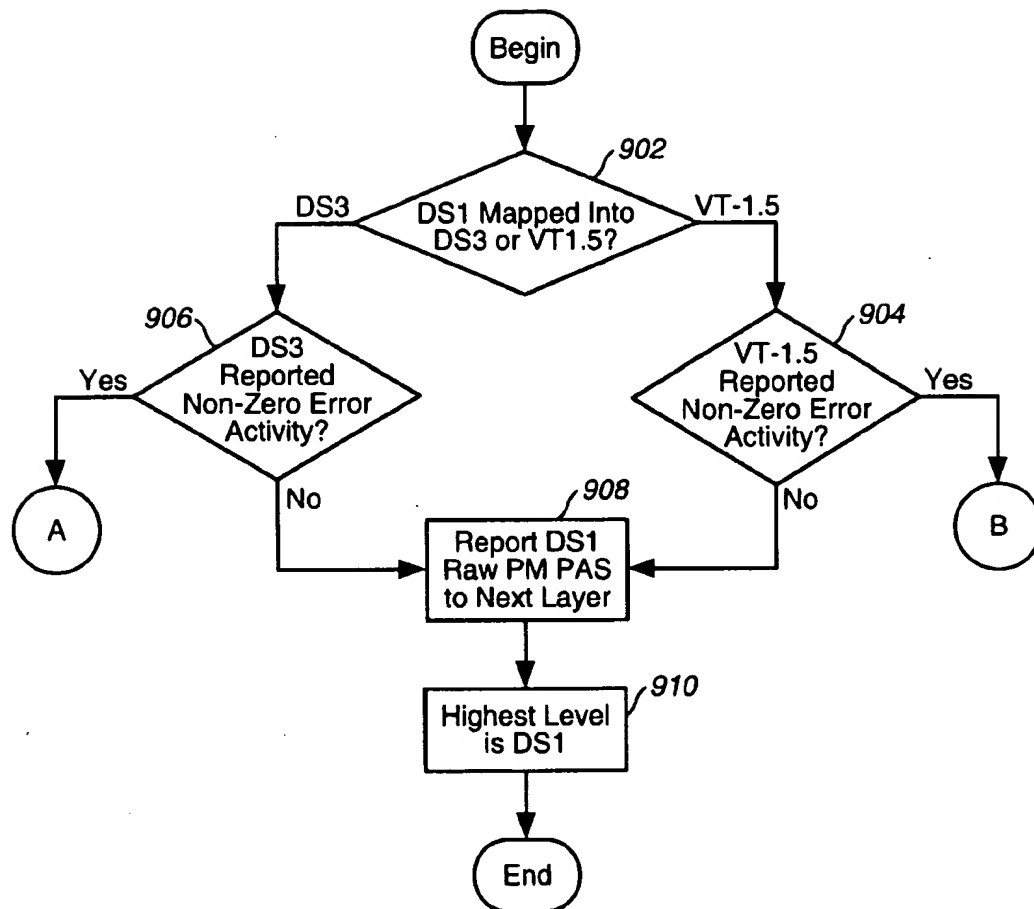 Begin
902
DS3
DS1 Mapped Into
DS3 or VT1.5?
VT-1.5
906
DS3
Reported
Non-Zero Error
Activity?
Yes
No
A
904
VT-1.5
Reported
Non-Zero Error
Activity?
Yes
No
B
908
Report DS1
Raw PM PAS
to Next Layer
910
Highest Level
is DS1
End